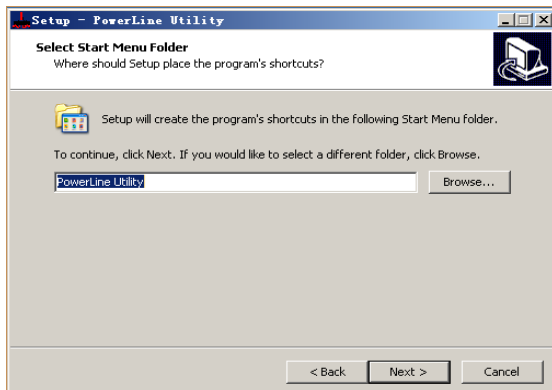 Setup - PowerLine Utility
Select Start Menu Folder
Where should Setup place the program's shortcuts?
Setup will create the program's shortcuts in the following Start Menu folder.
To continue, click Next. If you would like to select a different folder, click Browse.
PowerLine Utility
Browse...
< Back
Next >
Cancel